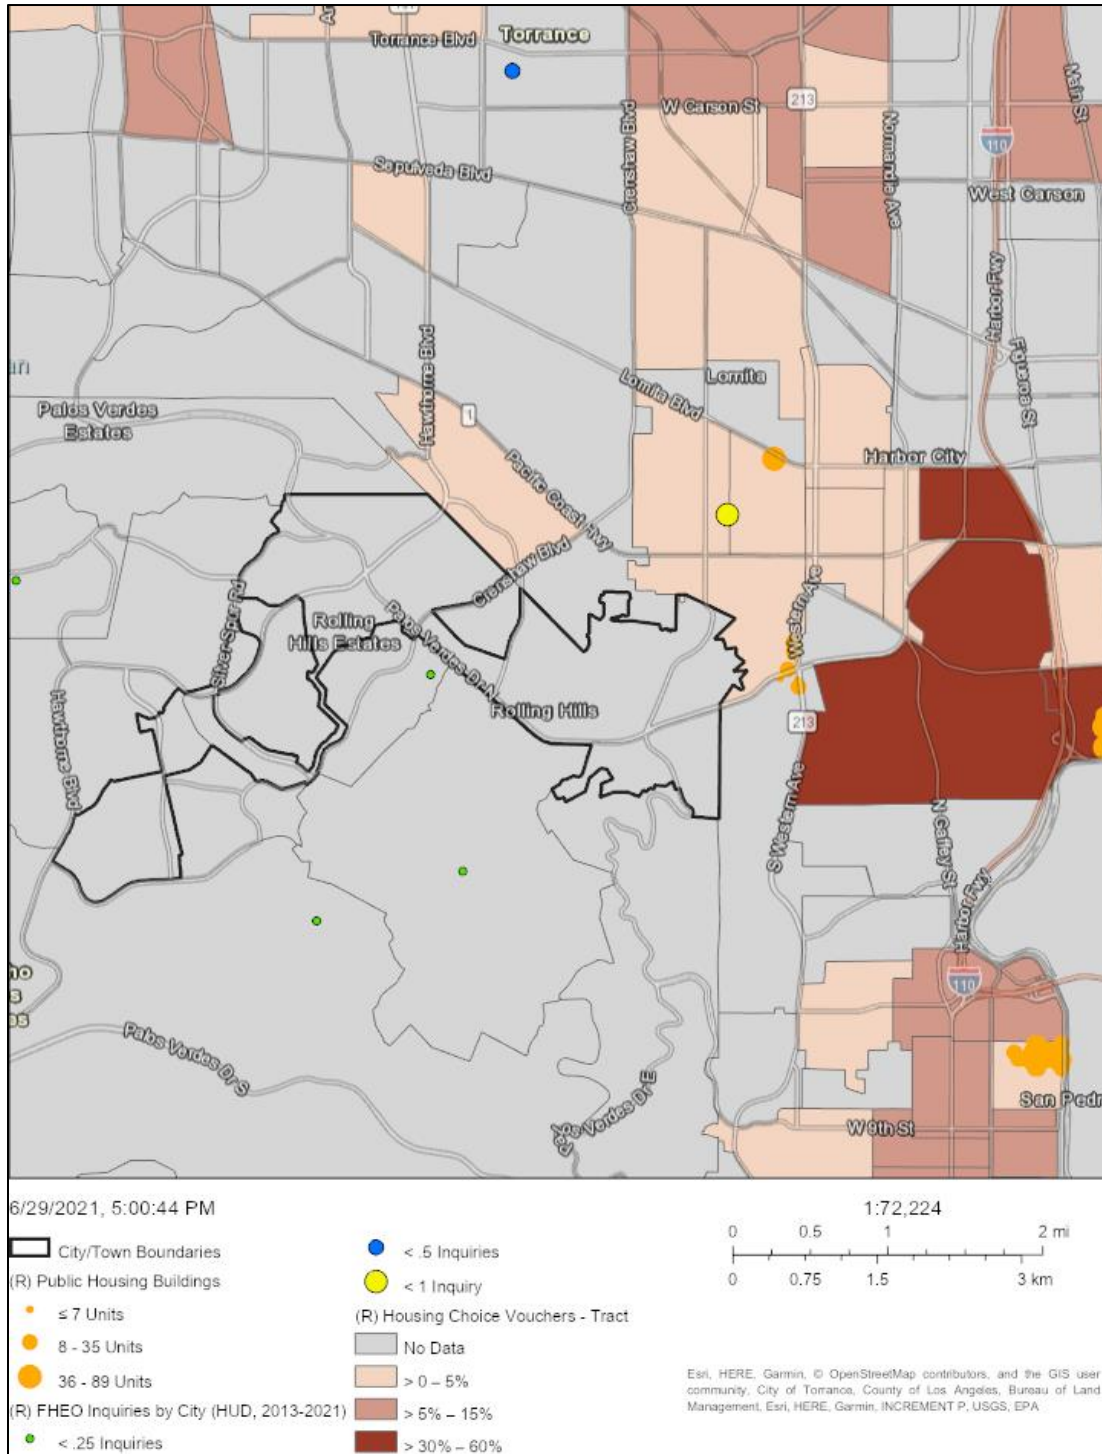 Torrance Blvd
Torrance
W Carson St
213
Main St
110
Crenshaw Blvd
Normandie Ave
Sepulveda Blvd
West Carson
Harbor Fwy
Figueroa St
Hawthorne Blvd
Lomita Blvd
Lomita
Palos Verdes
Estates
1
Harbor City
Pacific Coast Hwy
Crenshaw Blvd
Silver Spur Rd
Rolling
Hills Estates
Palos Verdes Dr N
Western Ave
Rolling Hills
213
Hawthorne Blvd
S Western Ave
N Gaffey St
Harbor Fwy
110
Palos Verdes Dr S
Palos Verdes Dr E
San Pedr
W 9th St
6/29/2021, 5:00:44 PM
1:72,224
0 0.5 1 2 mi
0 0.75 1.5 3 km
City/Town Boundaries
(R) Public Housing Buildings
≤ 7 Units
8 - 35 Units
36 - 89 Units
(R) FHEO Inquiries by City (HUD, 2013-2021)
< .25 Inquiries
< .5 Inquiries
< 1 Inquiry
(R) Housing Choice Vouchers - Tract
No Data
> 0 – 5%
> 5% – 15%
> 30% – 60%
Esri, HERE, Garmin, © OpenStreetMap contributors, and the GIS user
community, City of Torrance, County of Los Angeles, Bureau of Land
Management, Esri, HERE, Garmin, INCREMENT P, USGS, EPA